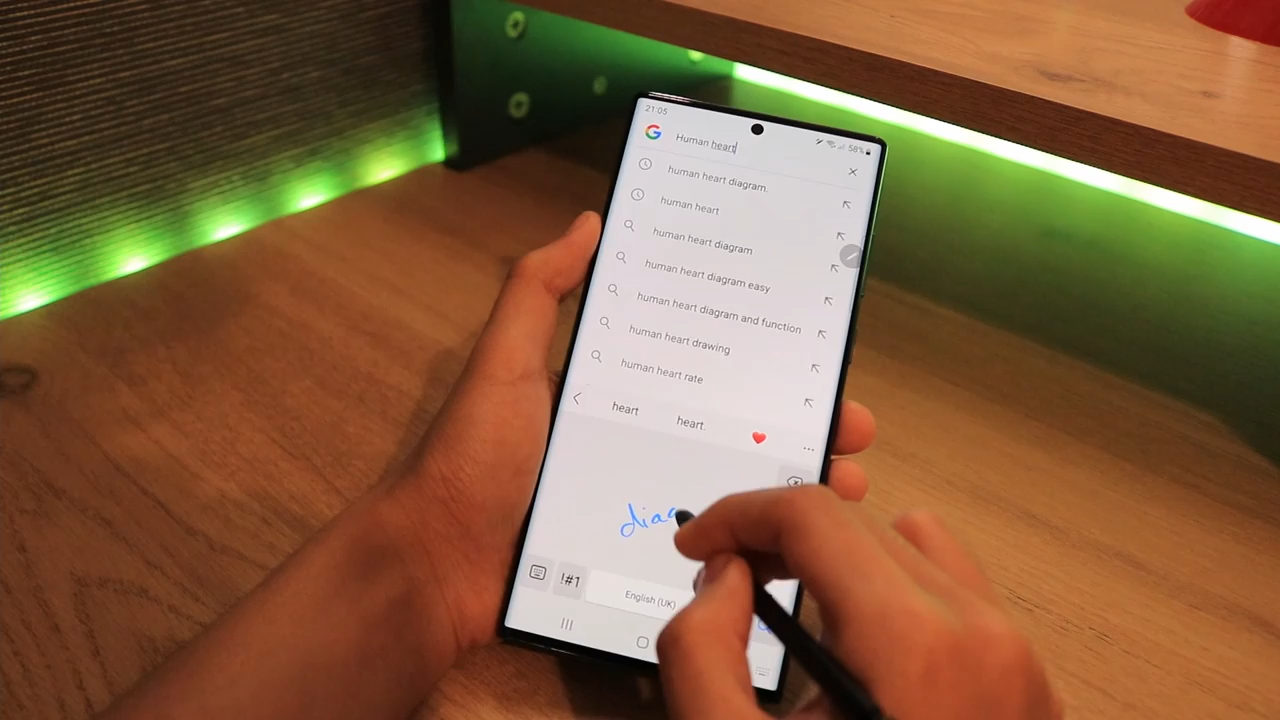 21:05
58%
Human heart
human heart diagram.
human heart
human heart diagram
human heart diagram easy
human heart diagram and function
human heart drawing
human heart rate
heart heart.
diag
!#1 English (UK)